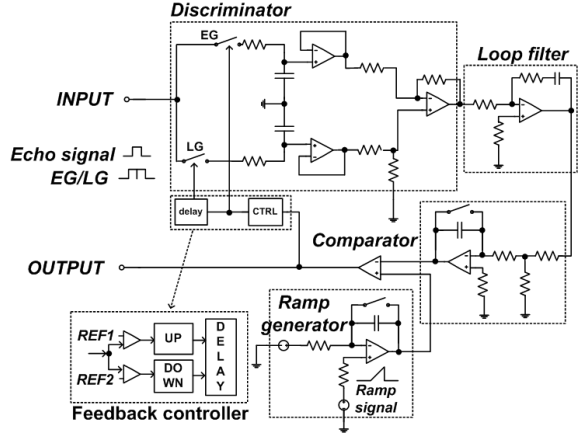 Discriminator
EG
Loop filter
INPUT
LG
Echo signal
EG/LG
delay
CTRL
Comparator
OUTPUT
Ramp
generator
REF1
UP
DELAY
REF2
DO
WN
Ramp
signal
Feedback controller